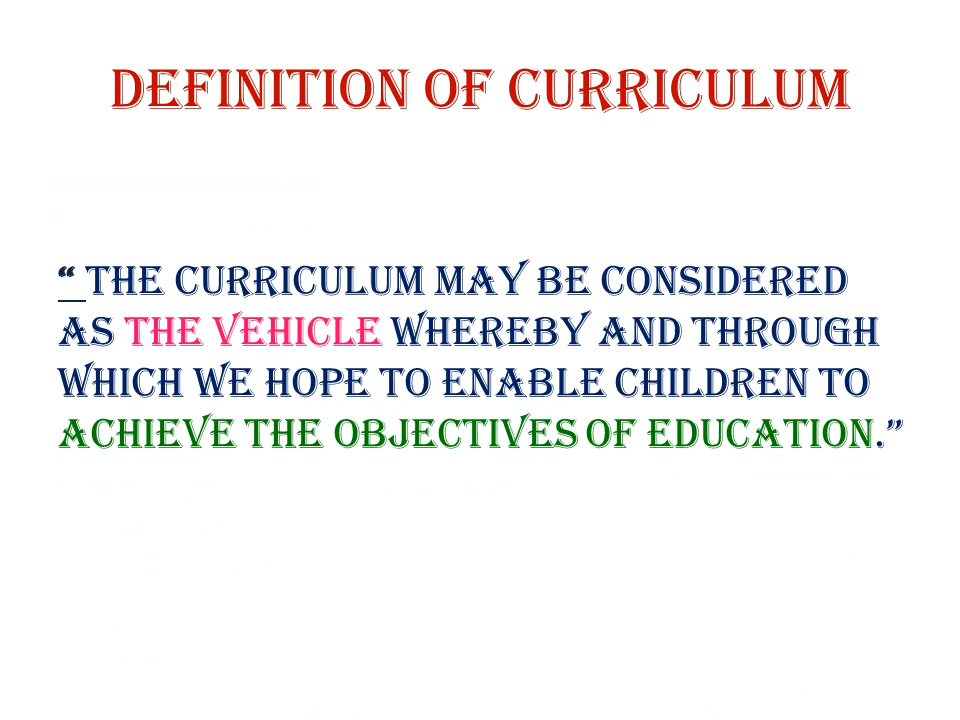 DEFINITION OF CURRICULUM
“ THE CURRICULUM MAY BE CONSIDERED
AS THE VEHICLE WHEREBY AND THROUGH
WHICH WE HOPE TO ENABLE CHILDREN TO
ACHIEVE THE OBJECTIVES OF EDUCATION.”